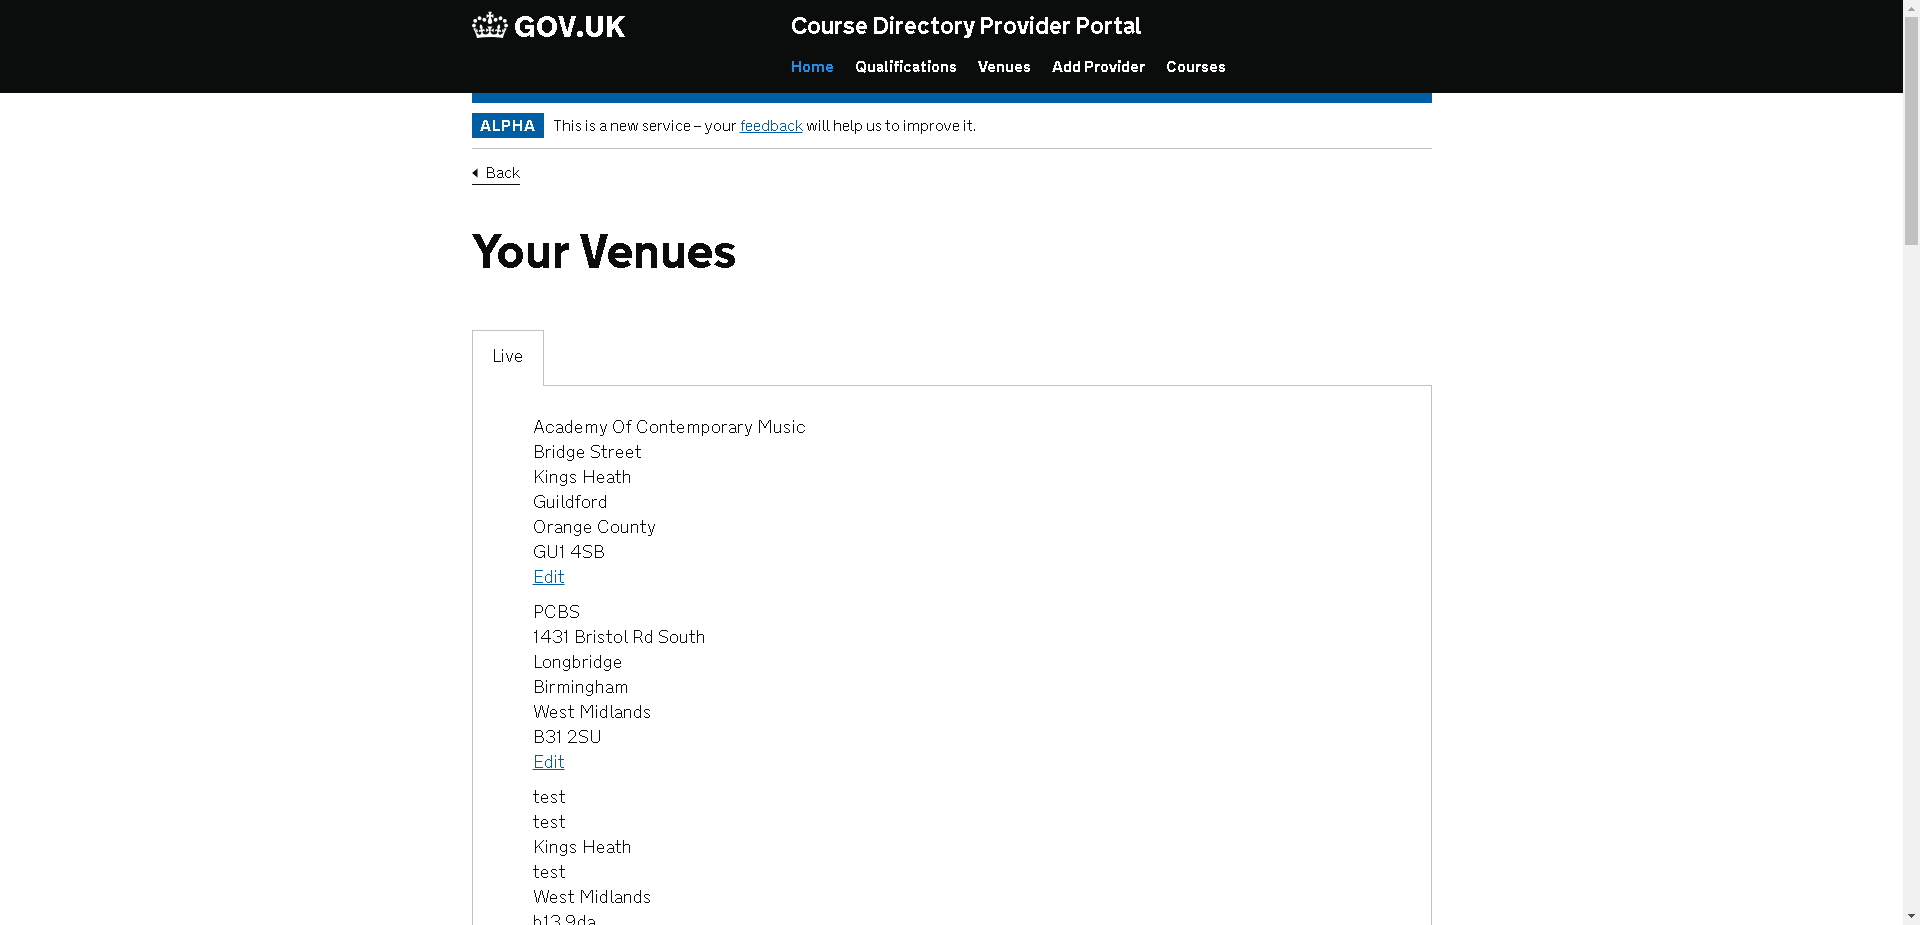 GOV.UK
Course Directory Provider Portal
Home Qualifications Venues Add Provider Courses
ALPHA This is a new service – your feedback will help us to improve it.
Back
Your Venues
Live
Academy Of Contemporary Music
Bridge Street
Kings Heath
Guildford
Orange County
GU1 4SB
Edit
PCBS
1431 Bristol Rd South
Longbridge
Birmingham
West Midlands
B31 2SU
Edit
test
test
Kings Heath
test
West Midlands
b13 9da